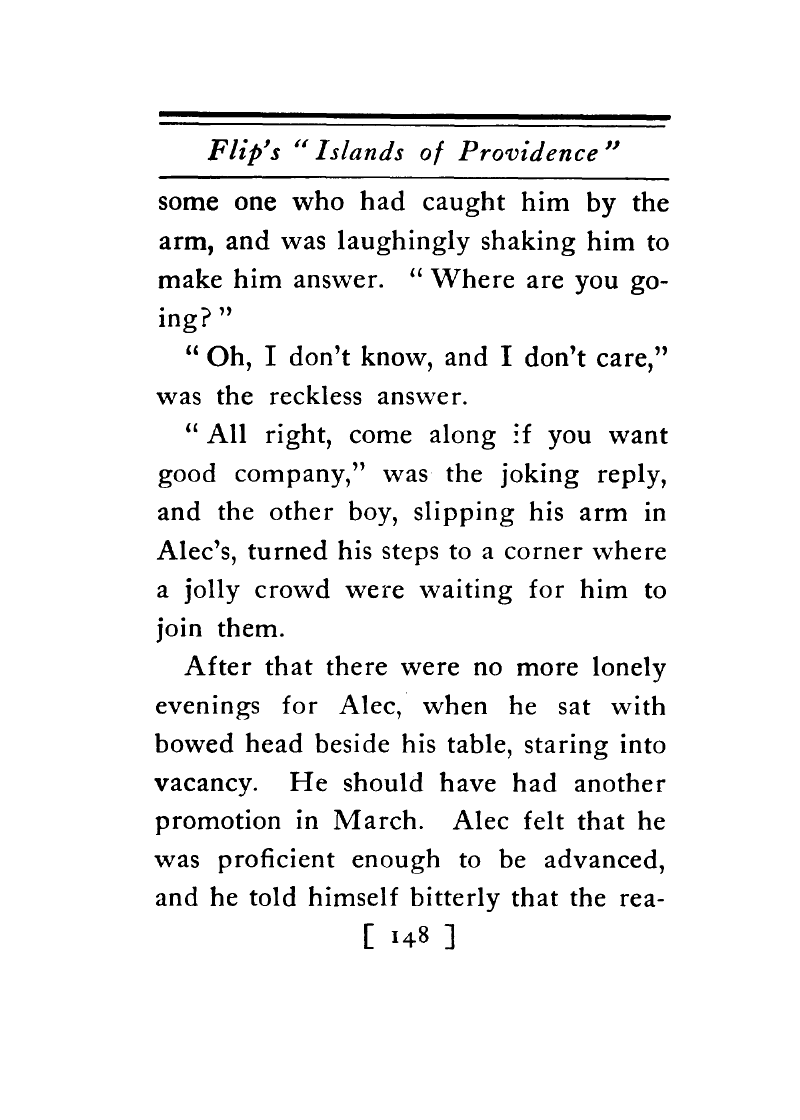 Flip's “ Islands of Providence ”
some one who had caught him by the
arm, and was laughingly shaking him to
make him answer. “ Where are you go-
ing? ”
“ Oh, I don't know, and I don't care,”
was the reckless answer.
“ All right, come along if you want
good company,” was the joking reply,
and the other boy, slipping his arm in
Alec's, turned his steps to a corner where
a jolly crowd were waiting for him to
join them.
After that there were no more lonely
evenings for Alec, when he sat with
bowed head beside his table, staring into
vacancy. He should have had another
promotion in March. Alec felt that he
was proficient enough to be advanced,
and he told himself bitterly that the rea-
[ 148 ]